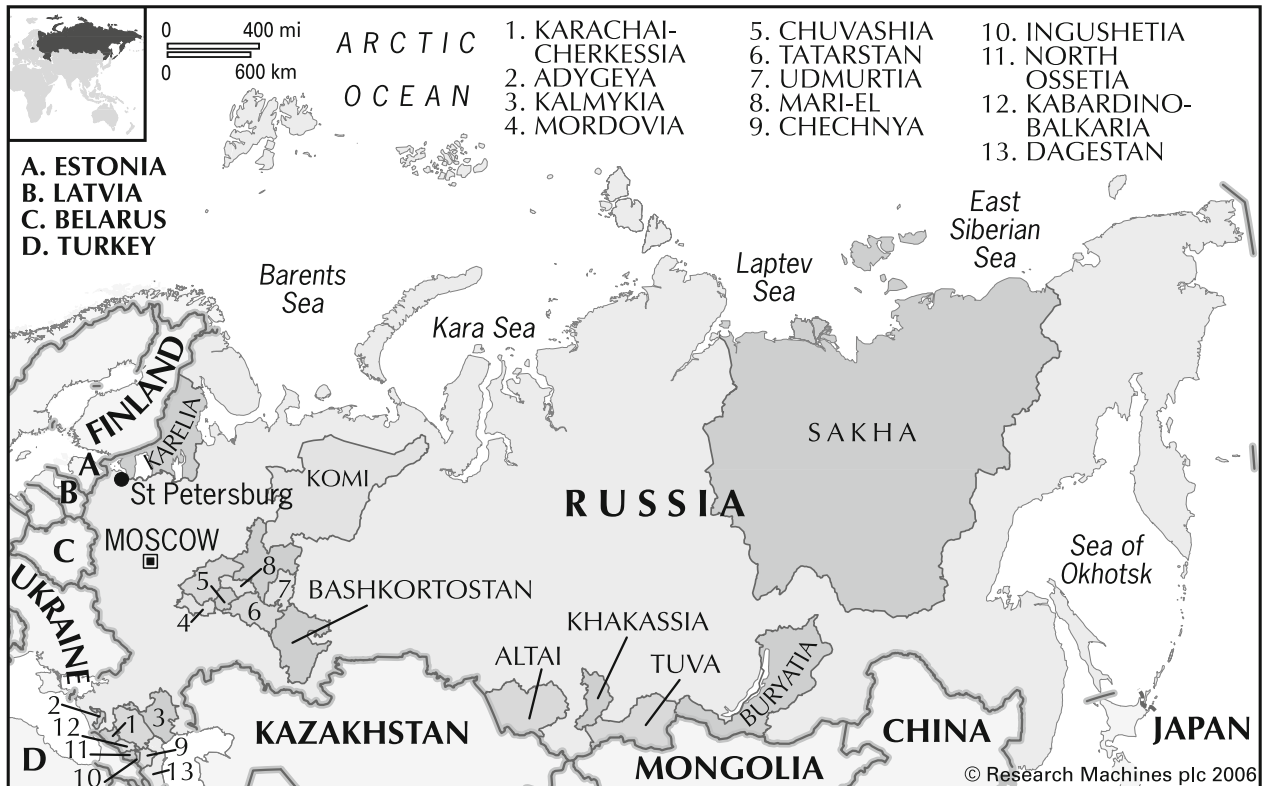 0 400 mi
0 600 km
ARCTIC
OCEAN
1. KARACHAI-
CHERKESSIA
2. ADYGEYA
3. KALMYKIA
4. MORDOVIA
5. CHUVASHIA
6. TATARSTAN
7. UDMURTIA
8. MARI-EL
9. CHECHNYA
10. INGUSHETIA
11. NORTH
OSSETIA
12. KABARDINO-
BALKARIA
13. DAGESTAN
A. ESTONIA
B. LATVIA
C. BELARUS
D. TURKEY
Barents
Sea
Kara Sea
Laptev
Sea
East
Siberian
Sea
FINLAND
KARELIA
A
B
St Petersburg
KOMI
RUSSIA
SAKHA
MOSCOW
C
UKRAINE
Sea of
Okhotsk
8
5
7
6
4
BASHKORTOSTAN
KHAKASSIA
ALTAI
TUVA
BURYATIA
2
12
1
3
11
9
10
13
D
KAZAKHSTAN
MONGOLIA
CHINA
JAPAN
© Research Machines plc 2006